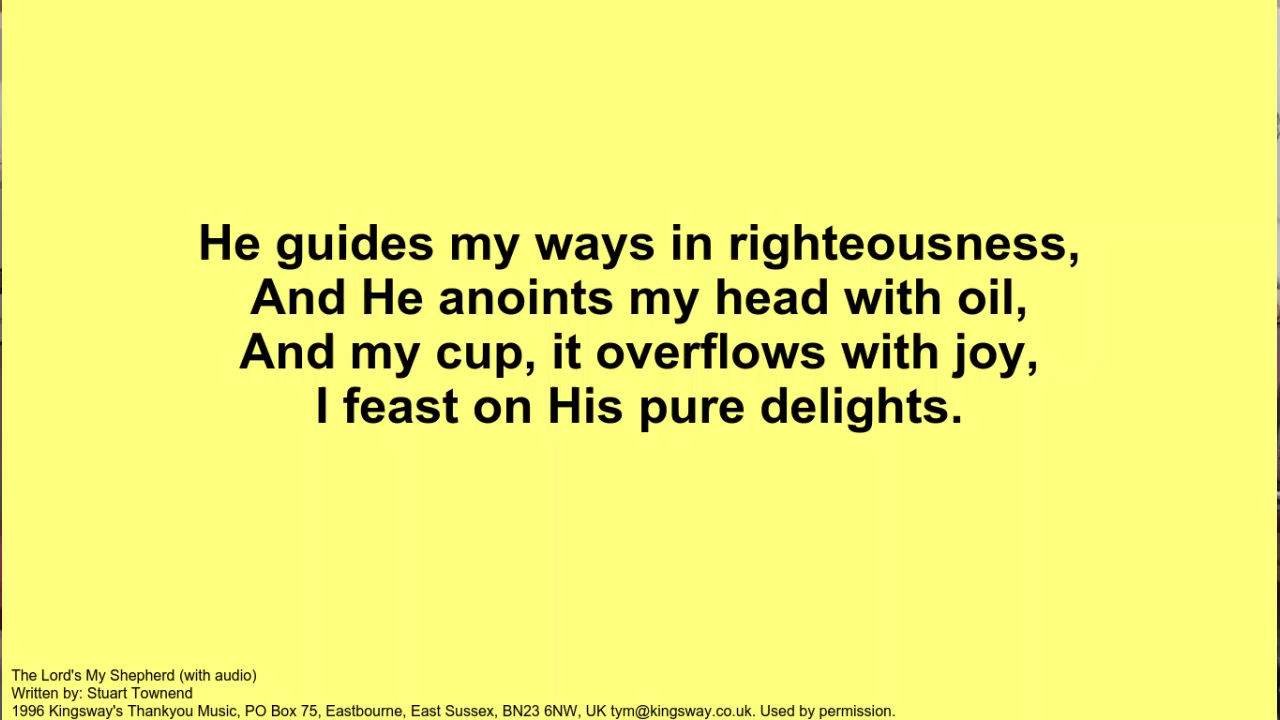 He guides my ways in righteousness,
And He anoints my head with oil,
And my cup, it overflows with joy,
I feast on His pure delights.
The Lord's My Shepherd (with audio)
Written by: Stuart Townend
1996 Kingsway's Thankyou Music, PO Box 75, Eastbourne, East Sussex, BN23 6NW, UK tym@kingsway.co.uk. Used by permission.